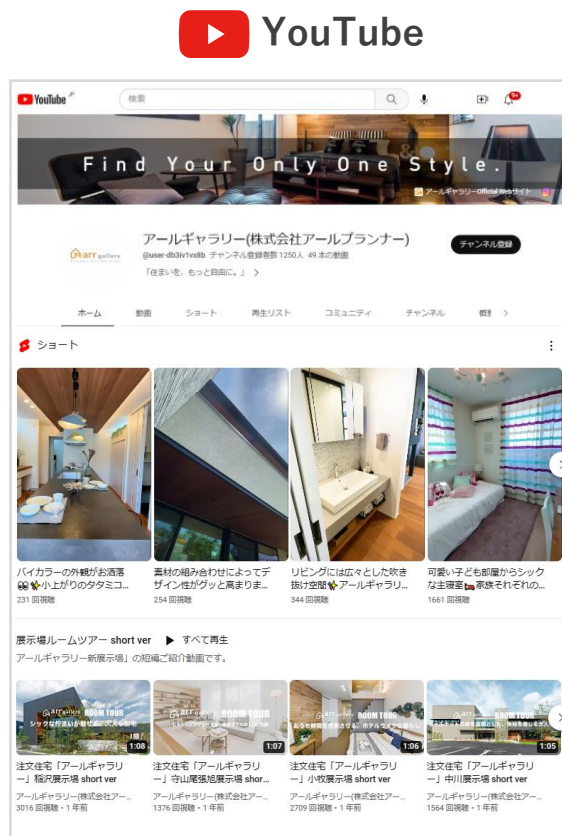 YouTube
YouTube JP
検索
9+
Find Your Only One Style.
アールギャラリーOfficial Webサイト
arr gallery
アールギャラリー(株式会社アールプランナー)
@user-db3iv1vx8b チャンネル登録者数 1250人 49 本の動画
「住まいを、もっと自由に。」 >
チャンネル登録
ホーム 動画 ショート 再生リスト コミュニティ チャンネル 概要 >
ショート
バイカラーの外観がお洒落
小上がりのタタミコ...
231 回視聴
素材の組み合わせによってデ
ザイン性がグッと高まりま...
254 回視聴
リビングには広々とした吹き
抜け空間 アールギャラリ...
344 回視聴
可愛い子ども部屋からシック
な主寝室 家族それぞれの...
1661 回視聴
展示場ルームツアー short ver ▶ すべて再生
アールギャラリー新展示場」の短編ご紹介動画です。
arr gallery ROOM TOUR
1:08
arr gallery ROOM TOUR
1:07
arr gallery ROOM TOUR
1:06
arr gallery ROOM TOUR
1:05
注文住宅「アールギャラリ
ー」稲沢展示場 short ver
アールギャラリー(株式会社アー...
3016 回視聴・1 年前
注文住宅「アールギャラリ
ー」守山尾張旭展示場 shor...
アールギャラリー(株式会社アー...
1376 回視聴・1 年前
注文住宅「アールギャラリ
ー」小牧展示場 short ver
アールギャラリー(株式会社アー...
2709 回視聴・1 年前
注文住宅「アールギャラリ
ー」中川展示場 short ver
アールギャラリー(株式会社アー...
1564 回視聴・1 年前